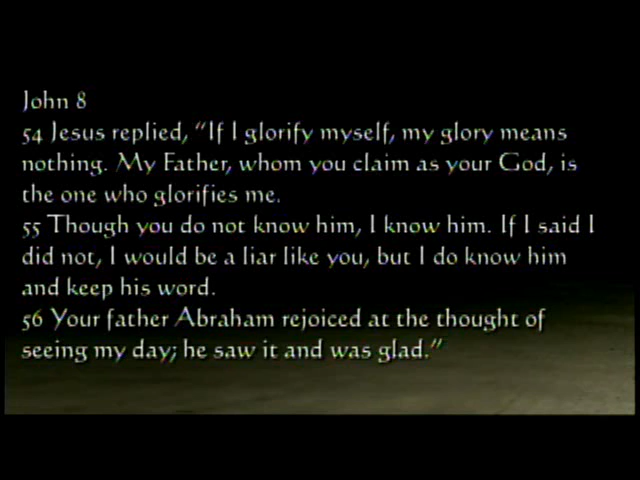 John 8
54 Jesus replied, “If I glorify myself, my glory means
nothing. My Father, whom you claim as your God, is
the one who glorifies me.
55 Though you do not know him, I know him. If I said I
did not, I would be a liar like you, but I do know him
and keep his word.
56 Your father Abraham rejoiced at the thought of
seeing my day; he saw it and was glad.”